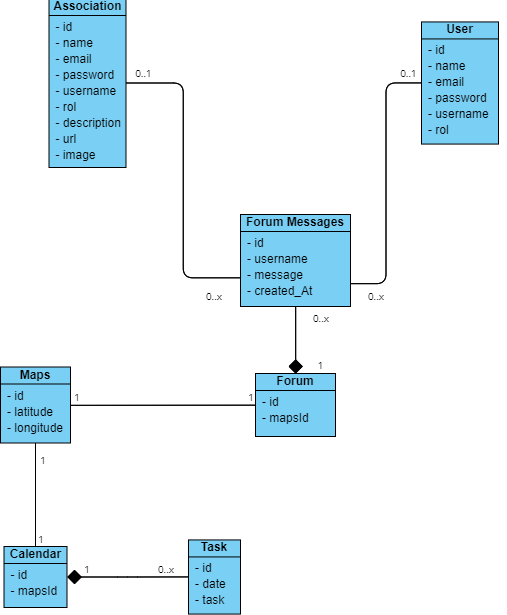 Association
- id
- name
- email
- password
- username
- rol
- description
- url
- image
0..1
User
- id
- name
- email
- password
- username
- rol
0..1
Forum Messages
- id
- username
- message
- created_At
0..x
0..x
0..x
1
Forum
- id
- mapsId
1
Maps
- id
- latitude
- longitude
1
1
1
Calendar
- id
- mapsId
1
0..x
Task
- id
- date
- task